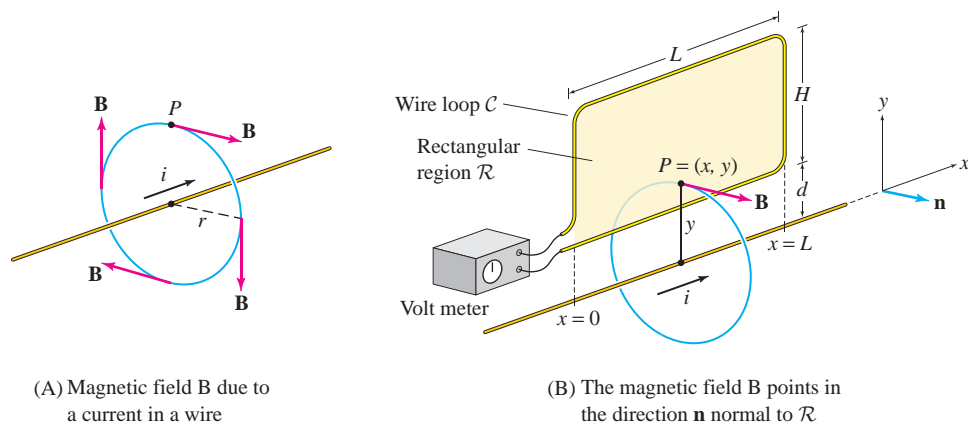 B
P
B
i
r
B
B
(A) Magnetic field B due to
a current in a wire
L
Wire loop C
H
Rectangular
region R
P = (x, y)
d
B
y
Volt meter
x = 0
i
x = L
y
x
n
(B) The magnetic field B points in
the direction n normal to R